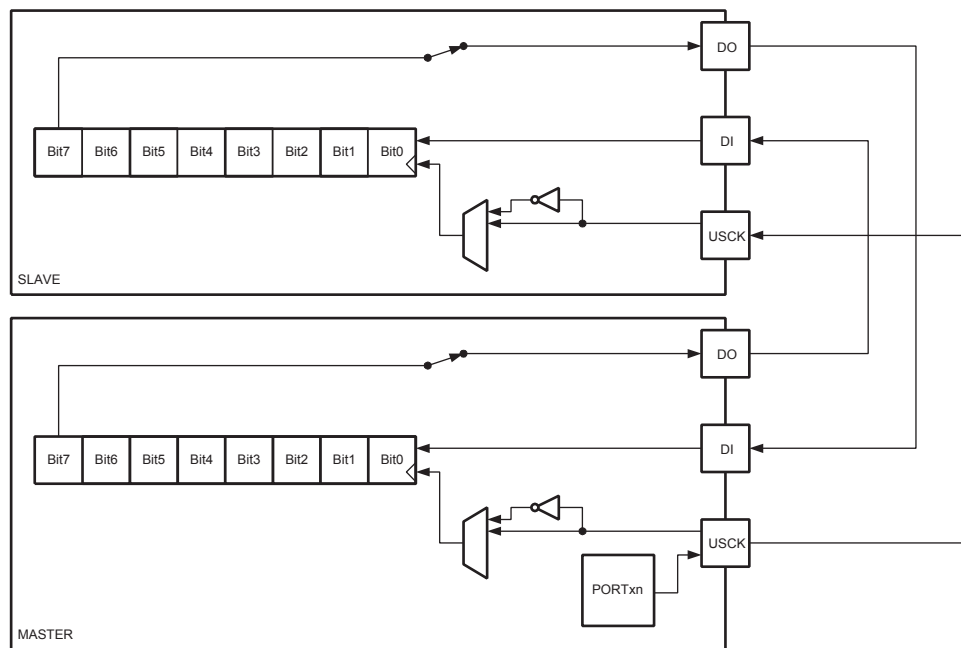 DO
Bit7 Bit6 Bit5 Bit4 Bit3 Bit2 Bit1 Bit0
DI
USCK
SLAVE
DO
Bit7 Bit6 Bit5 Bit4 Bit3 Bit2 Bit1 Bit0
DI
USCK
PORTxn
MASTER